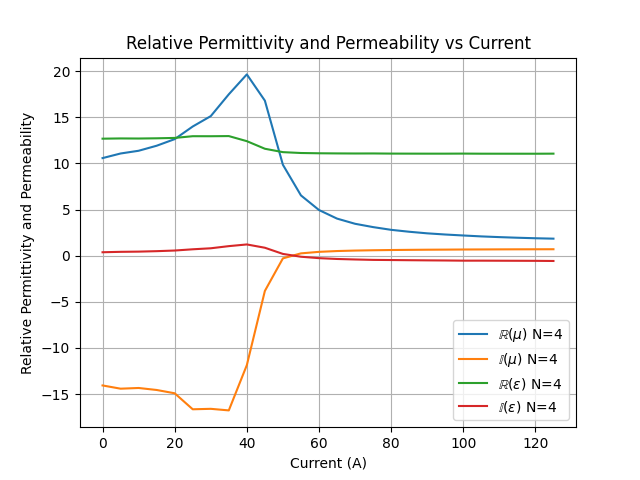 Relative Permittivity and Permeability vs Current
Relative Permittivity and Permeability
20
15
10
5
0
−5
−10
−15
0
20
40
60
80
100
120
Current (A)
ℝ(μ) N=4
𝕀(μ) N=4
ℝ(ε) N=4
𝕀(ε) N=4